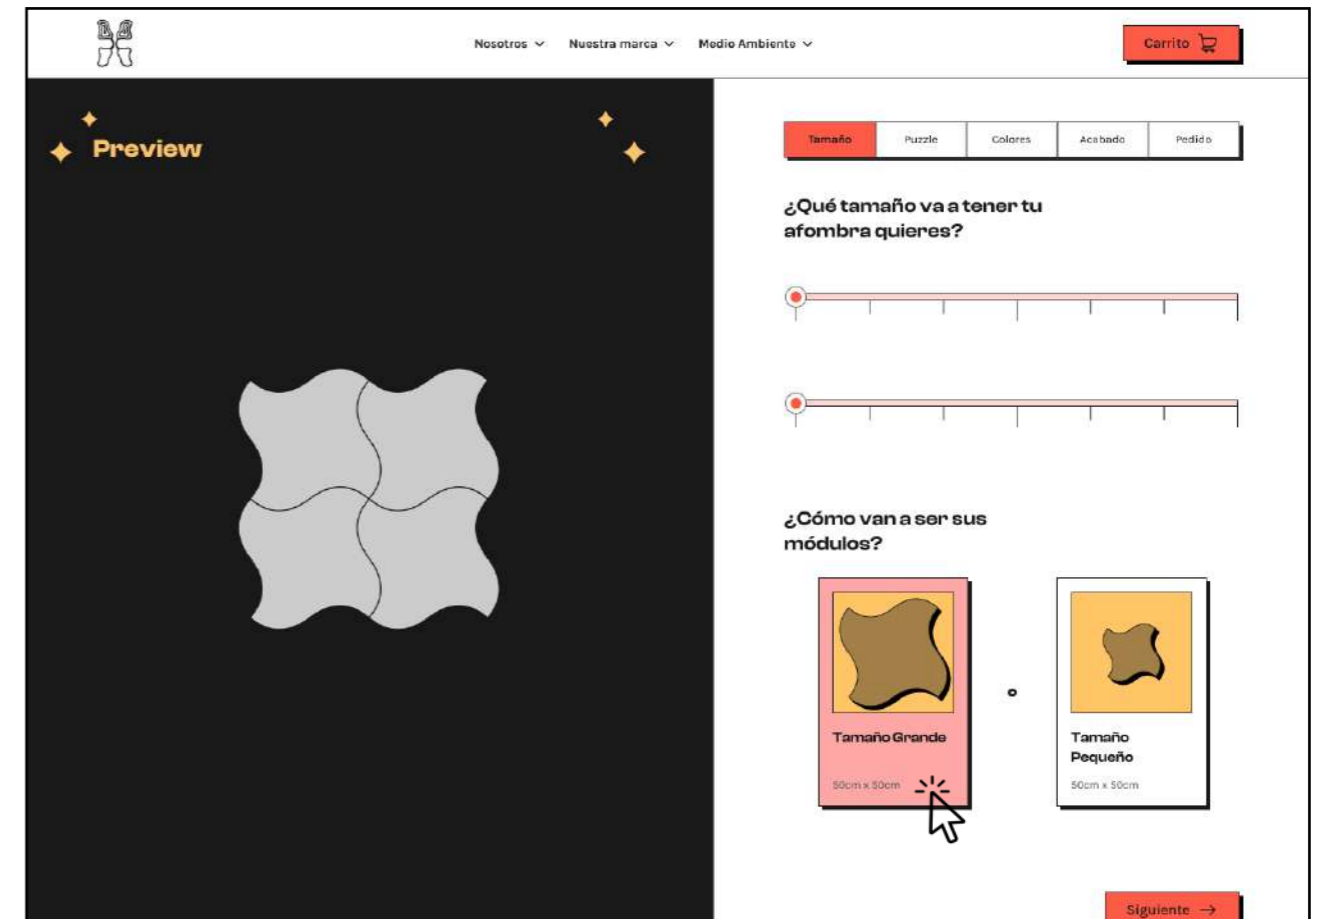 Nosotros
Nuestra marca
Medio Ambiente
Carrito
Preview
Tamaño
Puzzle
Colores
Acabado
Pedido
¿Qué tamaño va a tener tu
afombra quieres?
¿Cómo van a ser sus
módulos?
Tamaño Grande
50cm x 50cm
o
Tamaño
Pequeño
50cm x 50cm
Siguiente